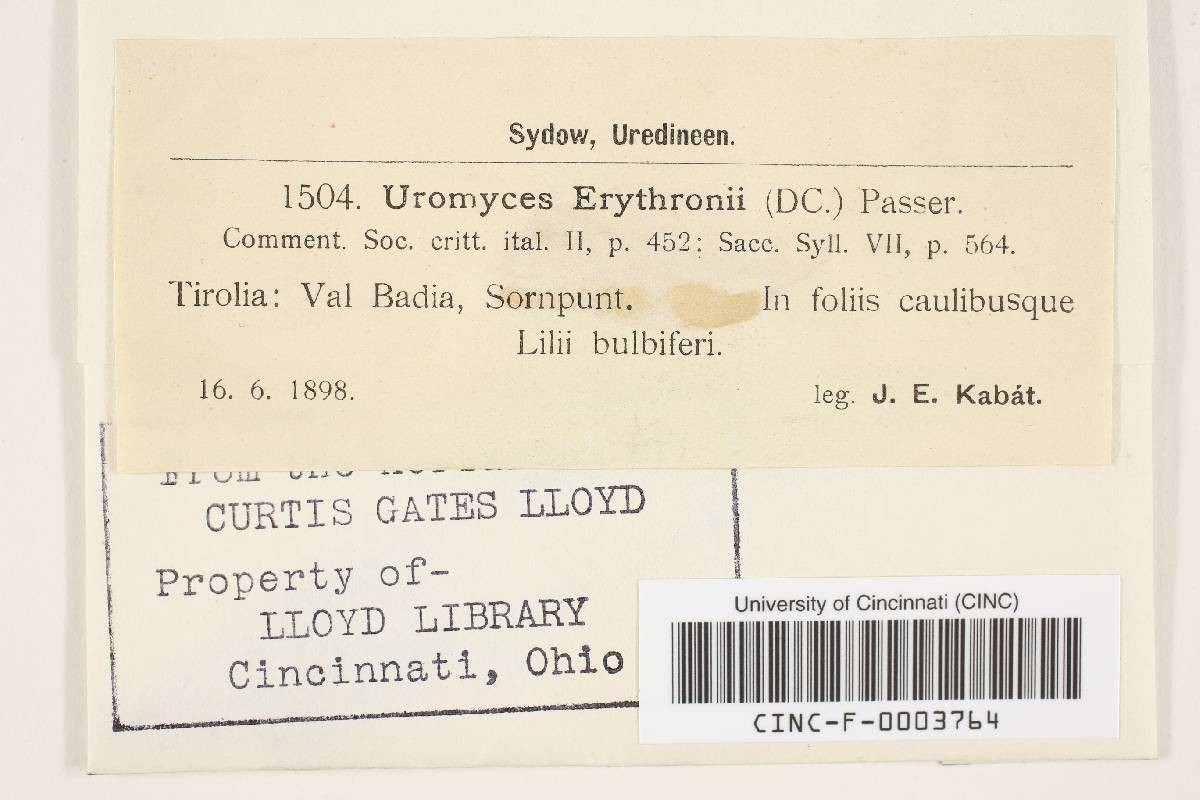 Sydow, Uredineen.
1504. Uromyces Erythronii (DC.) Passer.
Comment. Soc. critt. ital. II, p. 452; Sacc. Syll. VII, p. 564.
Tirolia: Val Badia, Sornpunt. In foliis caulibusque
Lilii bulbiferi.
16. 6. 1898. leg. J. E. Kabát.
From the
CURTIS GATES LLOYD
Property of-
LLOYD LIBRARY
Cincinnati, Ohio
University of Cincinnati (CINC)
CINC-F-0003764